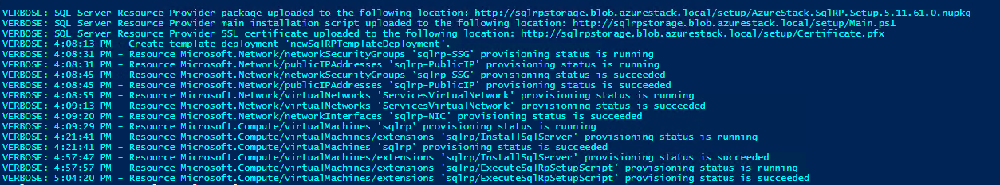 VERBOSE: SQL Server Resource Provider package uploaded to the following location: http://sqlrpstorage.blob.azurestack.local/setup/AzureStack.SqlRP.Setup.5.11.61.0.nupkg
VERBOSE: SQL Server Resource Provider main installation script uploaded to the following location: http://sqlrpstorage.blob.azurestack.local/setup/Main.ps1
VERBOSE: SQL Server Resource Provider SSL certificate uploaded to the following location: http://sqlrpstorage.blob.azurestack.local/setup/Certificate.pfx
VERBOSE: 4:08:13 PM - Create template deployment 'newSqlRPTemplateDeployment'.
VERBOSE: 4:08:31 PM - Resource Microsoft.Network/networkSecurityGroups 'sqlrp-SSG' provisioning status is running
VERBOSE: 4:08:31 PM - Resource Microsoft.Network/publicIPAddresses 'sqlrp-PublicIP' provisioning status is running
VERBOSE: 4:08:45 PM - Resource Microsoft.Network/networkSecurityGroups 'sqlrp-SSG' provisioning status is succeeded
VERBOSE: 4:08:45 PM - Resource Microsoft.Network/publicIPAddresses 'sqlrp-PublicIP' provisioning status is succeeded
VERBOSE: 4:08:55 PM - Resource Microsoft.Network/virtualNetworks 'ServicesVirtualNetwork' provisioning status is running
VERBOSE: 4:09:13 PM - Resource Microsoft.Network/virtualNetworks 'ServicesVirtualNetwork' provisioning status is succeeded
VERBOSE: 4:09:20 PM - Resource Microsoft.Network/networkInterfaces 'sqlrp-NIC' provisioning status is succeeded
VERBOSE: 4:09:29 PM - Resource Microsoft.Compute/virtualMachines 'sqlrp' provisioning status is running
VERBOSE: 4:21:41 PM - Resource Microsoft.Compute/virtualMachines/extensions 'sqlrp/InstallSqlServer' provisioning status is running
VERBOSE: 4:21:41 PM - Resource Microsoft.Compute/virtualMachines 'sqlrp' provisioning status is succeeded
VERBOSE: 4:57:47 PM - Resource Microsoft.Compute/virtualMachines/extensions 'sqlrp/InstallSqlServer' provisioning status is succeeded
VERBOSE: 4:57:57 PM - Resource Microsoft.Compute/virtualMachines/extensions 'sqlrp/ExecuteSqlRpSetupScript' provisioning status is running
VERBOSE: 5:04:20 PM - Resource Microsoft.Compute/virtualMachines/extensions 'sqlrp/ExecuteSqlRpSetupScript' provisioning status is succeeded